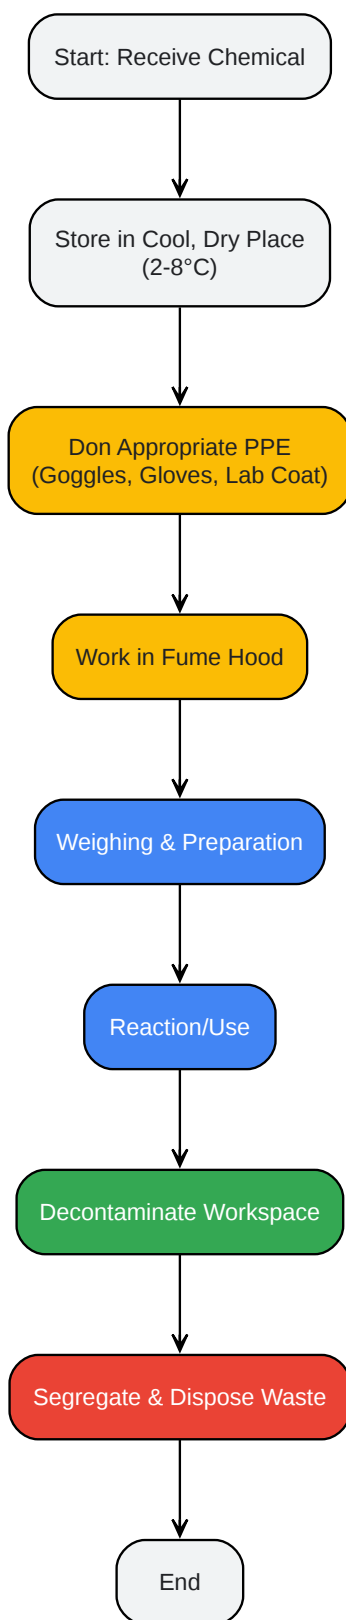 Start: Receive Chemical
Store in Cool, Dry Place
(2-8°C)
Don Appropriate PPE
(Goggles, Gloves, Lab Coat)
Work in Fume Hood
Weighing & Preparation
Reaction/Use
Decontaminate Workspace
Segregate & Dispose Waste
End